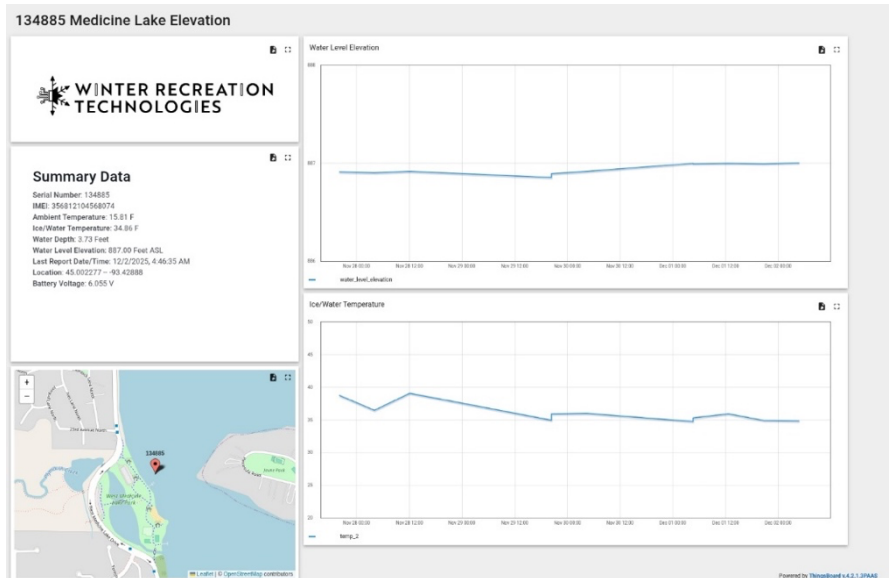 134885 Medicine Lake Elevation
WINTER RECREATION
TECHNOLOGIES
Summary Data
Serial Number: 134885
IMEI: 356812104568074
Ambient Temperature: 15.81 F
Ice/Water Temperature: 34.86 F
Water Depth: 3.73 Feet
Water Level Elevation: 887.00 Feet ASL
Last Report Date/Time: 12/2/2025, 4:46:35 AM
Location: 45.002277 – -93.42888
Battery Voltage: 6.055 V
+
−
134885
Leaflet | © OpenStreetMap contributors
Water Level Elevation
888
887
886
Nov 28 00:00 Nov 28 12:00 Nov 29 00:00 Nov 29 12:00 Nov 30 00:00 Nov 30 12:00 Dec 01 00:00 Dec 01 12:00 Dec 02 00:00
water_level_elevation
Ice/Water Temperature
50
45
40
35
30
25
20
Nov 28 00:00 Nov 28 12:00 Nov 29 00:00 Nov 29 12:00 Nov 30 00:00 Nov 30 12:00 Dec 01 00:00 Dec 01 12:00 Dec 02 00:00
temp_2
Powered by ThingsBoard v.4.2.1.2PAAS